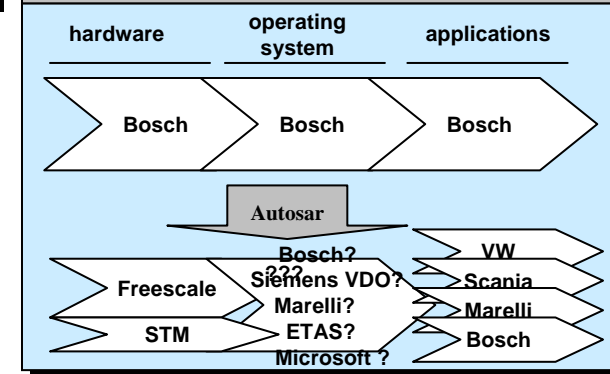 hardware
operating
system
applications
Bosch
Bosch
Bosch
Autosar
Freescale
STM
???
Bosch?
Siemens VDO?
Marelli?
ETAS?
Microsoft ?
VW
Scania
Marelli
Bosch